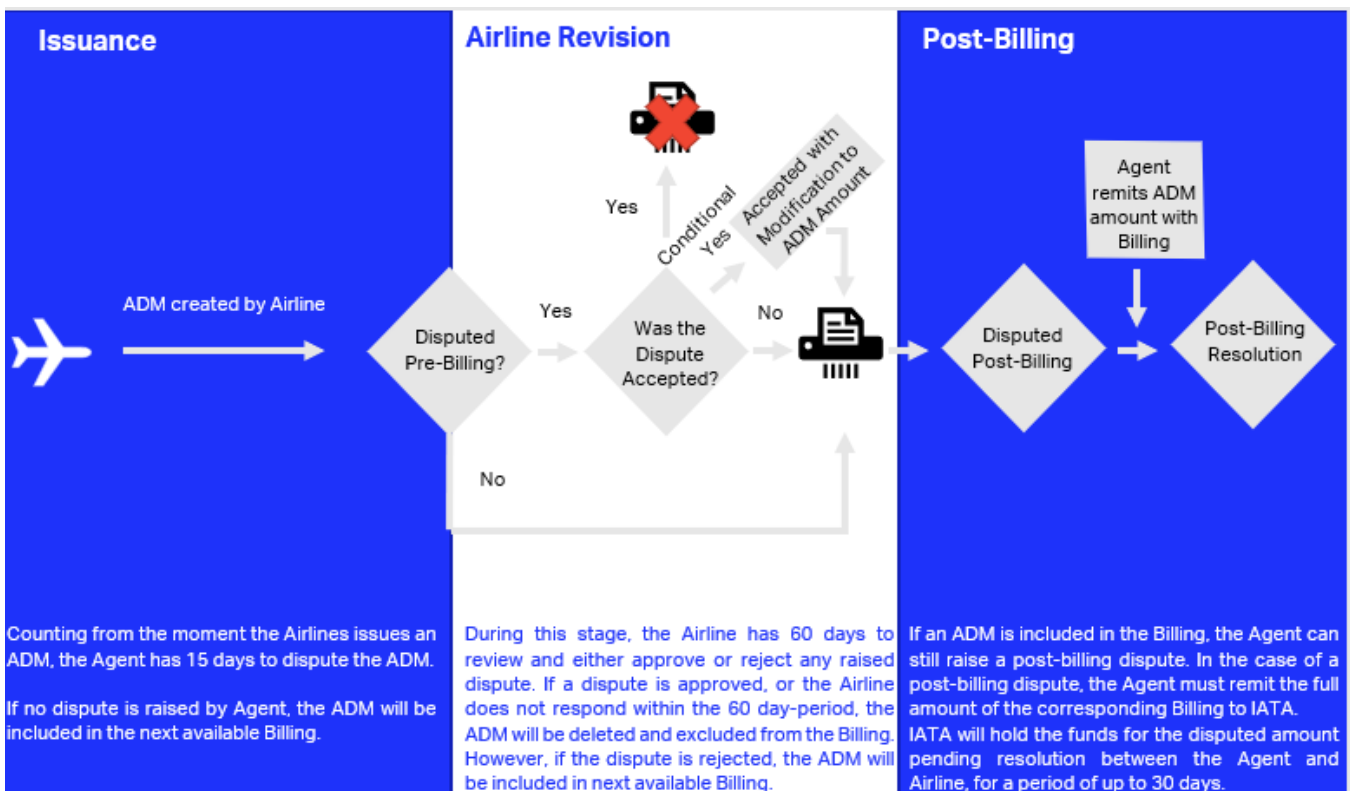 Issuance
ADM created by Airline
Disputed
Pre-Billing?
Counting from the moment the Airlines issues an
ADM, the Agent has 15 days to dispute the ADM.
If no dispute is raised by Agent, the ADM will be
included in the next available Billing.
Airline Revision
Yes
Conditional
Yes
Accepted with
Modification to
ADM Amount
Yes
Was the
Dispute
Accepted?
No
No
During this stage, the Airline has 60 days to
review and either approve or reject any raised
dispute. If a dispute is approved, or the Airline
does not respond within the 60 day-period, the
ADM will be deleted and excluded from the Billing.
However, if the dispute is rejected, the ADM will
be included in next available Billing.
Post-Billing
Agent
remits ADM
amount with
Billing
Disputed
Post-Billing
Post-Billing
Resolution
If an ADM is included in the Billing, the Agent can
still raise a post-billing dispute. In the case of a
post-billing dispute, the Agent must remit the full
amount of the corresponding Billing to IATA.
IATA will hold the funds for the disputed amount
pending resolution between the Agent and
Airline, for a period of up to 30 days.